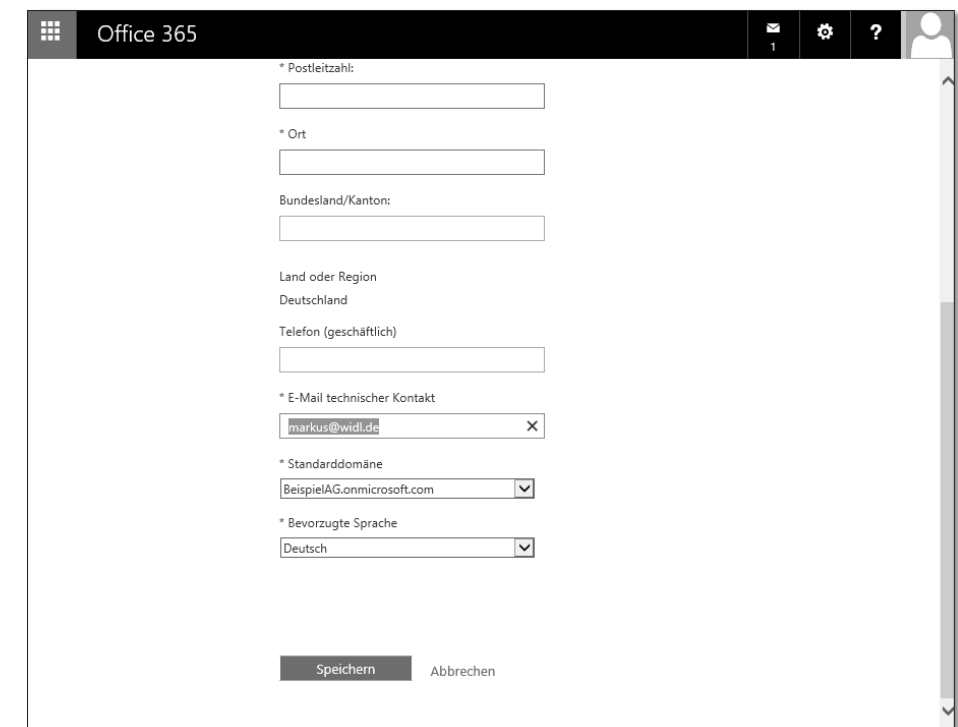 Office 365
1
?
* Postleitzahl:
* Ort
Bundesland/Kanton:
Land oder Region
Deutschland
Telefon (geschäftlich)
* E-Mail technischer Kontakt
markus@widl.de
* Standarddomäne
BeispielAG.onmicrosoft.com
* Bevorzugte Sprache
Deutsch
Speichern Abbrechen